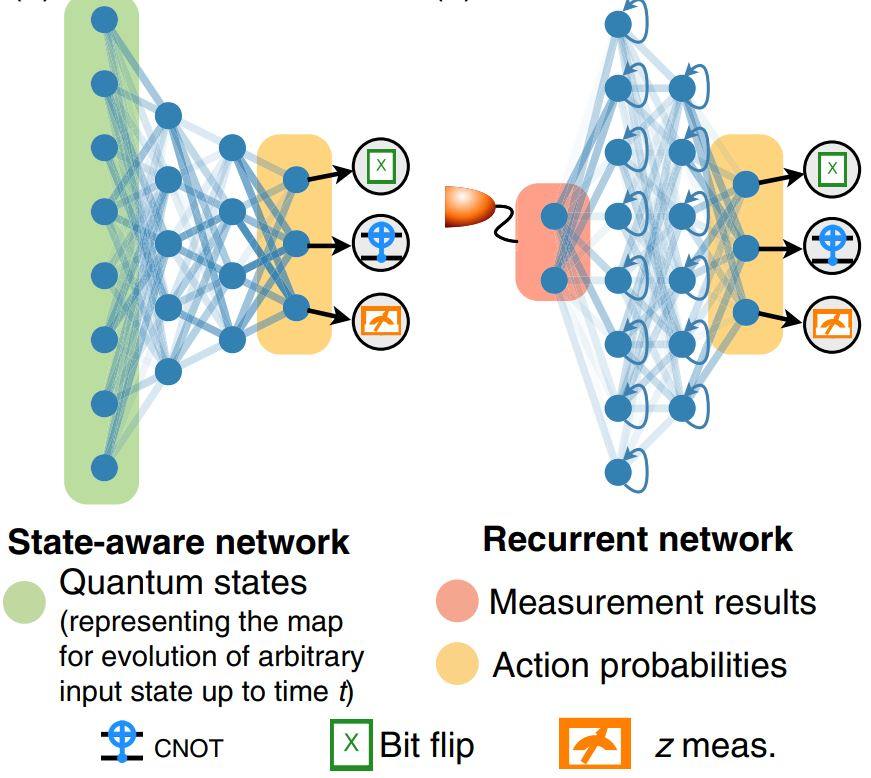 X
X
State-aware network
Quantum states
(representing the map
for evolution of arbitrary
input state up to time t)
Recurrent network
Measurement results
Action probabilities
CNOT
X Bit flip
z meas.